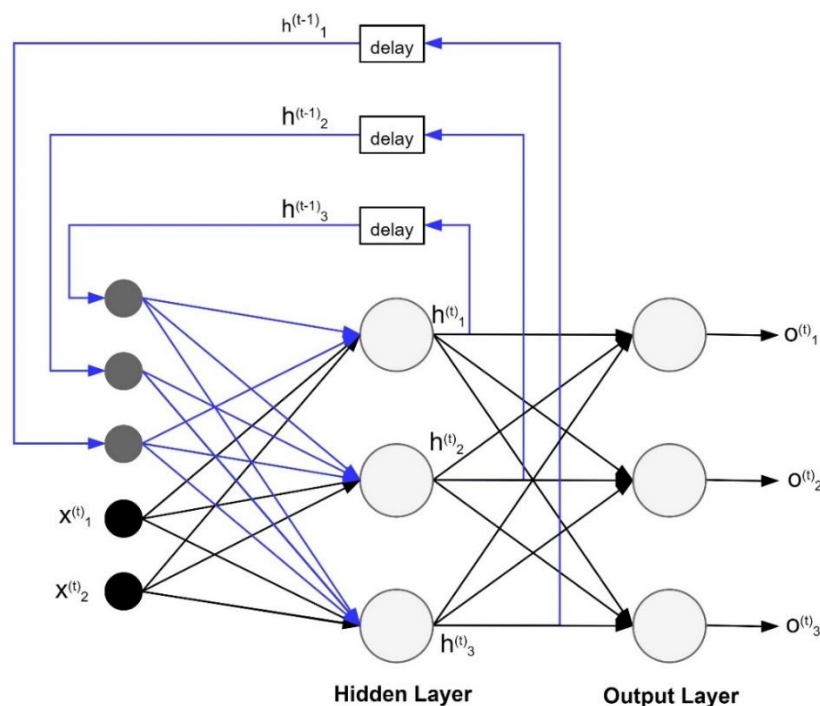 h(t-1)1
delay
h(t-1)2
delay
h(t-1)3
delay
h(t)1
o(t)1
h(t)2
o(t)2
x(t)1
x(t)2
h(t)3
o(t)3
Hidden Layer
Output Layer